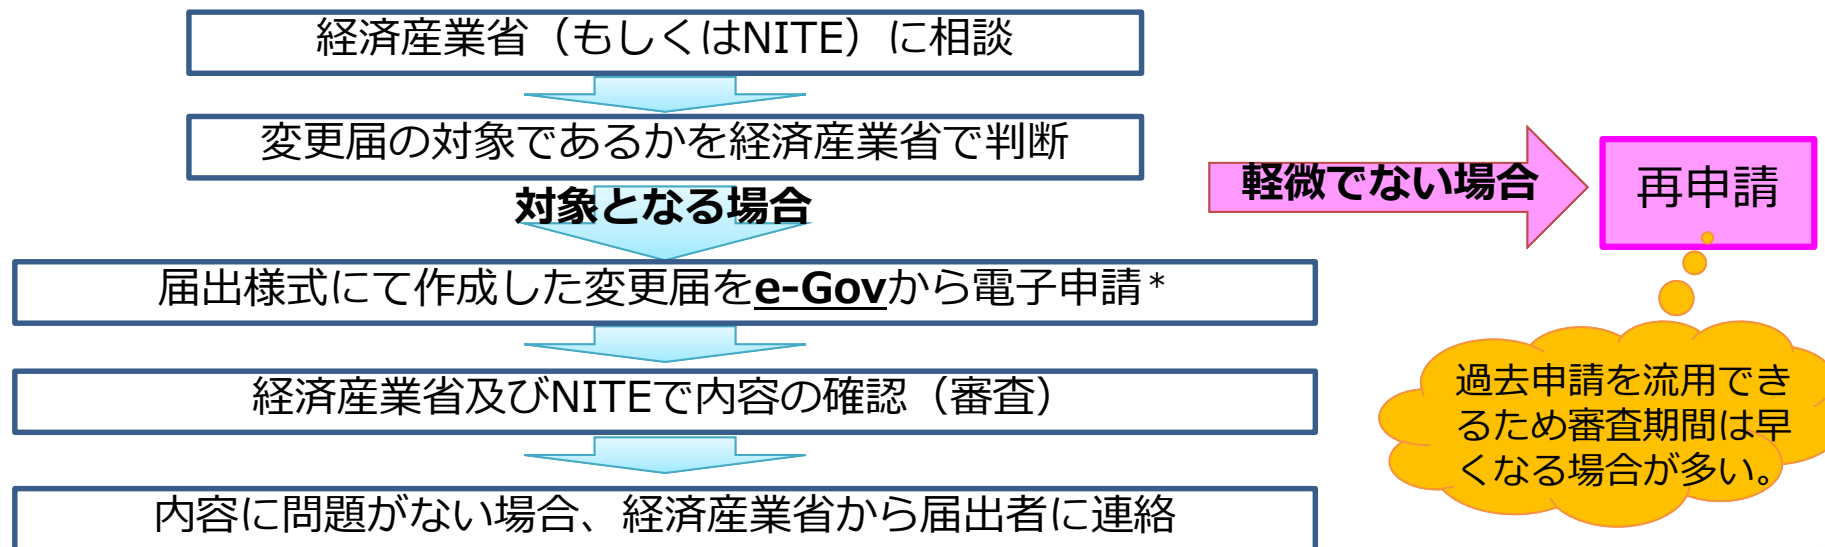 経済産業省（もしくはNITE）に相談
変更届の対象であるかを経済産業省で判断
軽微でない場合
再申請
対象となる場合
届出様式にて作成した変更届をe-Govから電子申請*
経済産業省及びNITEで内容の確認（審査）
過去申請を流用でき
るため審査期間は早
くなる場合が多い。
内容に問題がない場合、経済産業省から届出者に連絡